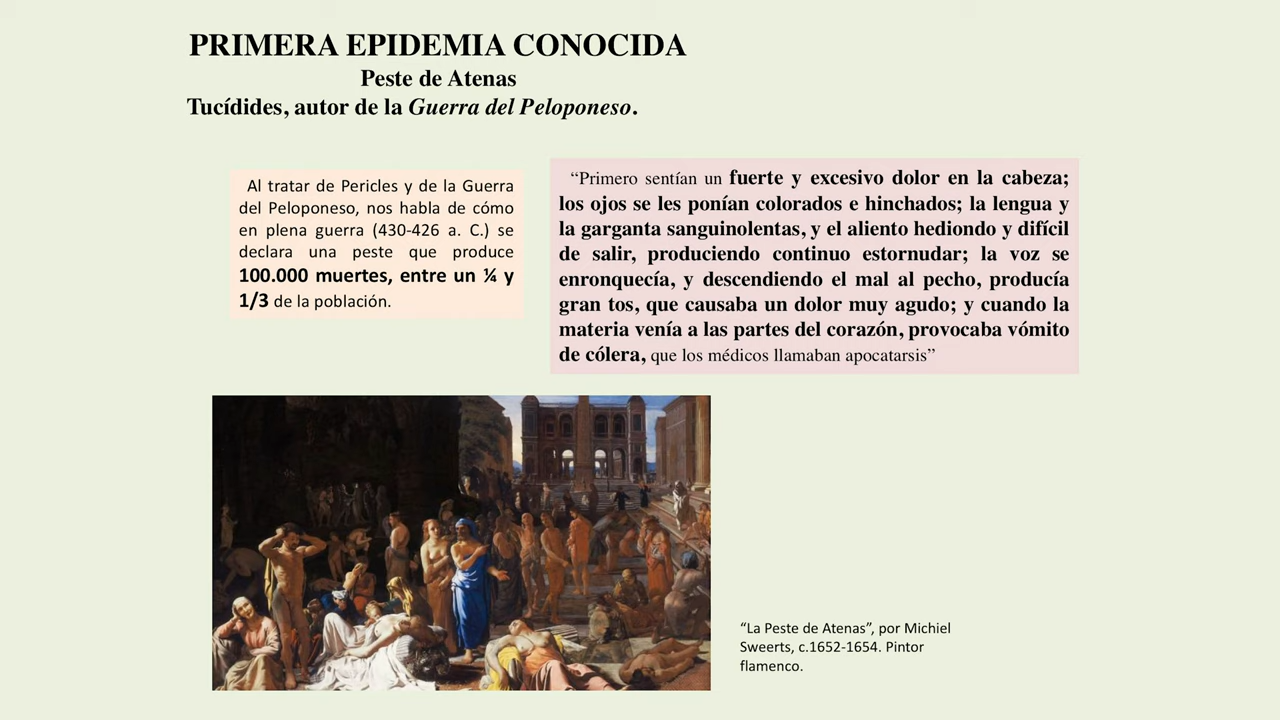 PRIMERA EPIDEMIA CONOCIDA
Peste de Atenas
Tucídides, autor de la Guerra del Peloponeso.
Al tratar de Pericles y de la Guerra
del Peloponeso, nos habla de cómo
en plena guerra (430-426 a. C.) se
declara una peste que produce
100.000 muertes, entre un ¼ y
1/3 de la población.
“Primero sentían un fuerte y excesivo dolor en la cabeza;
los ojos se les ponían colorados e hinchados; la lengua y
la garganta sanguinolentas, y el aliento hediondo y difícil
de salir, produciendo continuo estornudar; la voz se
enronquecía, y descendiendo el mal al pecho, producía
gran tos, que causaba un dolor muy agudo; y cuando la
materia venía a las partes del corazón, provocaba vómito
de cólera, que los médicos llamaban apocatarsis”
“La Peste de Atenas”, por Michiel
Sweerts, c.1652-1654. Pintor
flamenco.